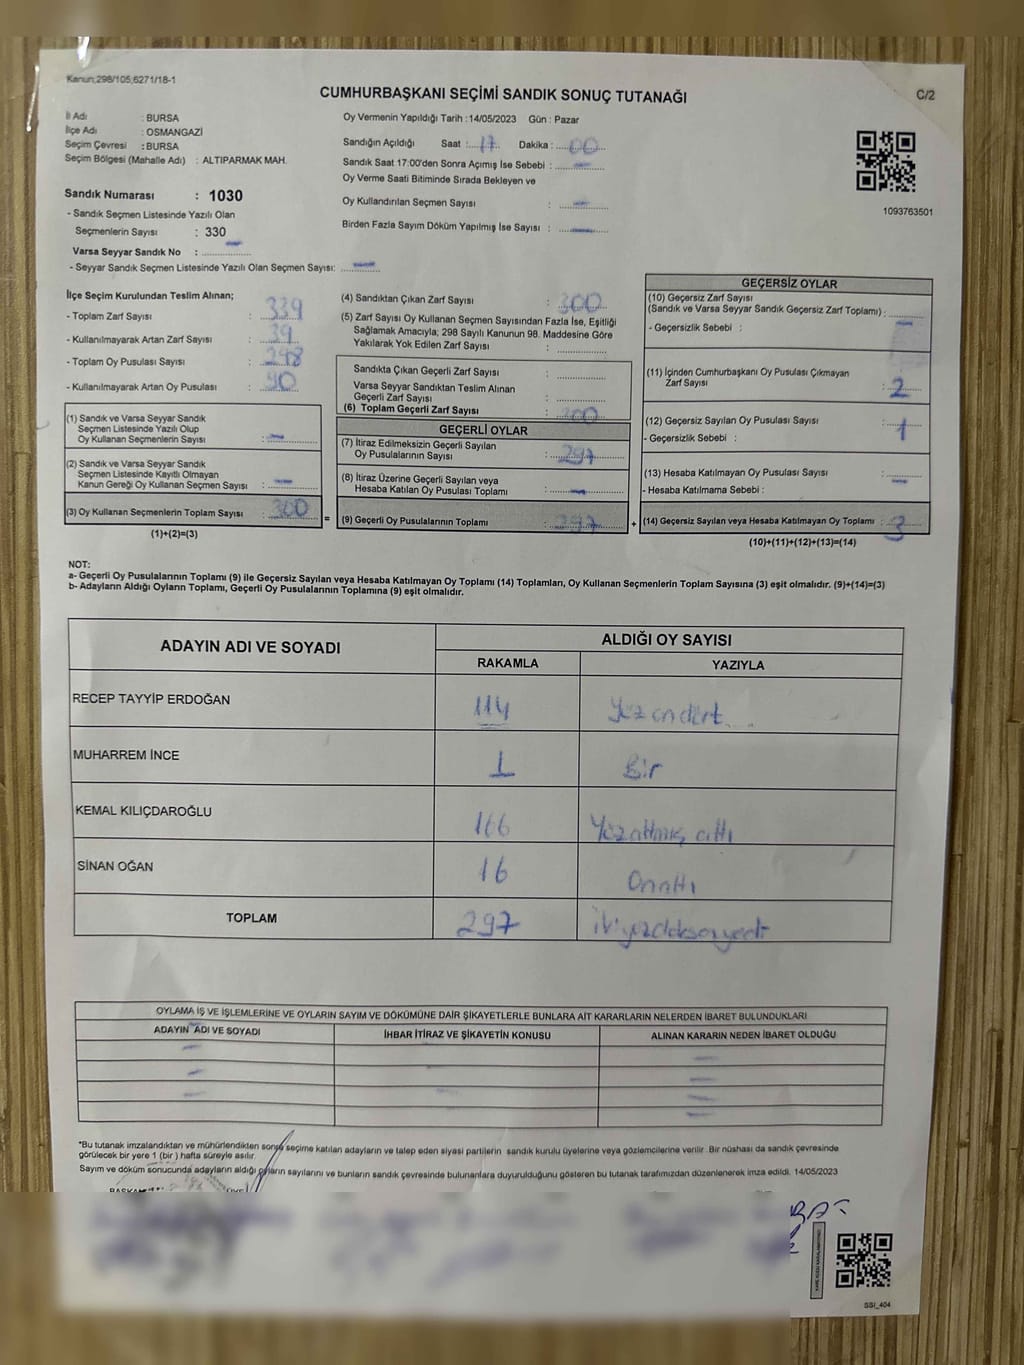 Kanun;298/105,6271/18-1
CUMHURBAŞKANI SEÇİMİ SANDIK SONUÇ TUTANAĞI
C/2
İl Adı : BURSA
İlçe Adı : OSMANGAZİ
Seçim Çevresi : BURSA
Seçim Bölgesi (Mahalle Adı) : ALTIPARMAK MAH.
Oy Vermenin Yapıldığı Tarih :14/05/2023 Gün : Pazar
Sandığın Açıldığı Saat : 17 Dakika : 00
Sandık Saat 17:00'den Sonra Açımış İse Sebebi : —
Oy Verme Saati Bitiminde Sırada Bekleyen ve
Oy Kullandırılan Seçmen Sayısı : —
Birden Fazla Sayım Döküm Yapılmış İse Sayısı : —
1093763501
Sandık Numarası : 1030
- Sandık Seçmen Listesinde Yazılı Olan
Seçmenlerin Sayısı : 330
Varsa Seyyar Sandık No : —
- Seyyar Sandık Seçmen Listesinde Yazılı Olan Seçmen Sayısı: —
İlçe Seçim Kurulundan Teslim Alınan;
- Toplam Zarf Sayısı : 339
- Kullanılmayarak Artan Zarf Sayısı : 39
- Toplam Oy Pusulası Sayısı :
- Kullanılmayarak Artan Oy Pusulası :
(1) Sandık ve Varsa Seyyar Sandık
Seçmen Listesinde Yazılı Olup
Oy Kullanan Seçmenlerin Sayısı : —
(2) Sandık ve Varsa Seyyar Sandık
Seçmen Listesinde Kayıtlı Olmayan
Kanun Gereği Oy Kullanan Seçmen Sayısı : —
(3) Oy Kullanan Seçmenlerin Toplam Sayısı : 300
(1)+(2)=(3)
(4) Sandıktan Çıkan Zarf Sayısı : 300
(5) Zarf Sayısı Oy Kullanan Seçmen Sayısından Fazla İse, Eşitliği
Sağlamak Amacıyla; 298 Sayılı Kanunun 98. Maddesine Göre
Yakılarak Yok Edilen Zarf Sayısı :
Sandıkta Çıkan Geçerli Zarf Sayısı :
Varsa Seyyar Sandıktan Teslim Alınan
Geçerli Zarf Sayısı :
(6) Toplam Geçerli Zarf Sayısı : 300
GEÇERLİ OYLAR
(7) İtiraz Edilmeksizin Geçerli Sayılan
Oy Pusulalarının Sayısı : 297
(8) İtiraz Üzerine Geçerli Sayılan veya
Hesaba Katılan Oy Pusulası Toplamı : —
= (9) Geçerli Oy Pusulalarının Toplamı : 297 +
GEÇERSİZ OYLAR
(10) Geçersiz Zarf Sayısı
(Sandık ve Varsa Seyyar Sandık Geçersiz Zarf Toplamı) : —
- Geçersizlik Sebebi :
(11) İçinden Cumhurbaşkanı Oy Pusulası Çıkmayan
Zarf Sayısı : 2
(12) Geçersiz Sayılan Oy Pusulası Sayısı : 1
- Geçersizlik Sebebi :
(13) Hesaba Katılmayan Oy Pusulası Sayısı : —
- Hesaba Katılmama Sebebi :
(14) Geçersiz Sayılan veya Hesaba Katılmayan Oy Toplamı : 3
(10)+(11)+(12)+(13)=(14)
NOT:
a- Geçerli Oy Pusulalarının Toplamı (9) ile Geçersiz Sayılan veya Hesaba Katılmayan Oy Toplamı (14) Toplamları, Oy Kullanan Seçmenlerin Toplam Sayısına (3) eşit olmalıdır. (9)+(14)=(3)
b- Adayların Aldığı Oyların Toplamı, Geçerli Oy Pusulalarının Toplamına (9) eşit olmalıdır.
ADAYIN ADI VE SOYADI ALDIĞI OY SAYISI
RAKAMLA YAZIYLA
RECEP TAYYİP ERDOĞAN 114 Yüz ondört
MUHARREM İNCE 1 Bir
KEMAL KILIÇDAROĞLU 166 Yüzaltmış altı
SİNAN OĞAN 16 Onaltı
TOPLAM 297 ikiyüzdoksanyedi
OYLAMA İŞ VE İŞLEMLERİNE VE OYLARIN SAYIM VE DÖKÜMÜNE DAİR ŞİKAYETLERLE BUNLARA AİT KARARLARIN NELERDEN İBARET BULUNDUKLARI
ADAYIN ADI VE SOYADI İHBAR İTİRAZ VE ŞİKAYETİN KONUSU ALINAN KARARIN NEDEN İBARET OLDUĞU
*Bu tutanak imzalandıktan ve mühürlendikten sonra seçime katılan adayların ve talep eden siyasi partilerin sandık kurulu üyelerine veya gözlemcilerine verilir. Bir nüshası da sandık çevresinde
görülecek bir yere 1 (bir ) hafta süreyle asılır.
Sayım ve döküm sonucunda adayların aldığı oyların sayılarını ve bunların sandık çevresinde bulunanlara duyurulduğunu gösteren bu tutanak tarafımızdan düzenlenerek imza edildi. 14/05/2023
SSİ_404